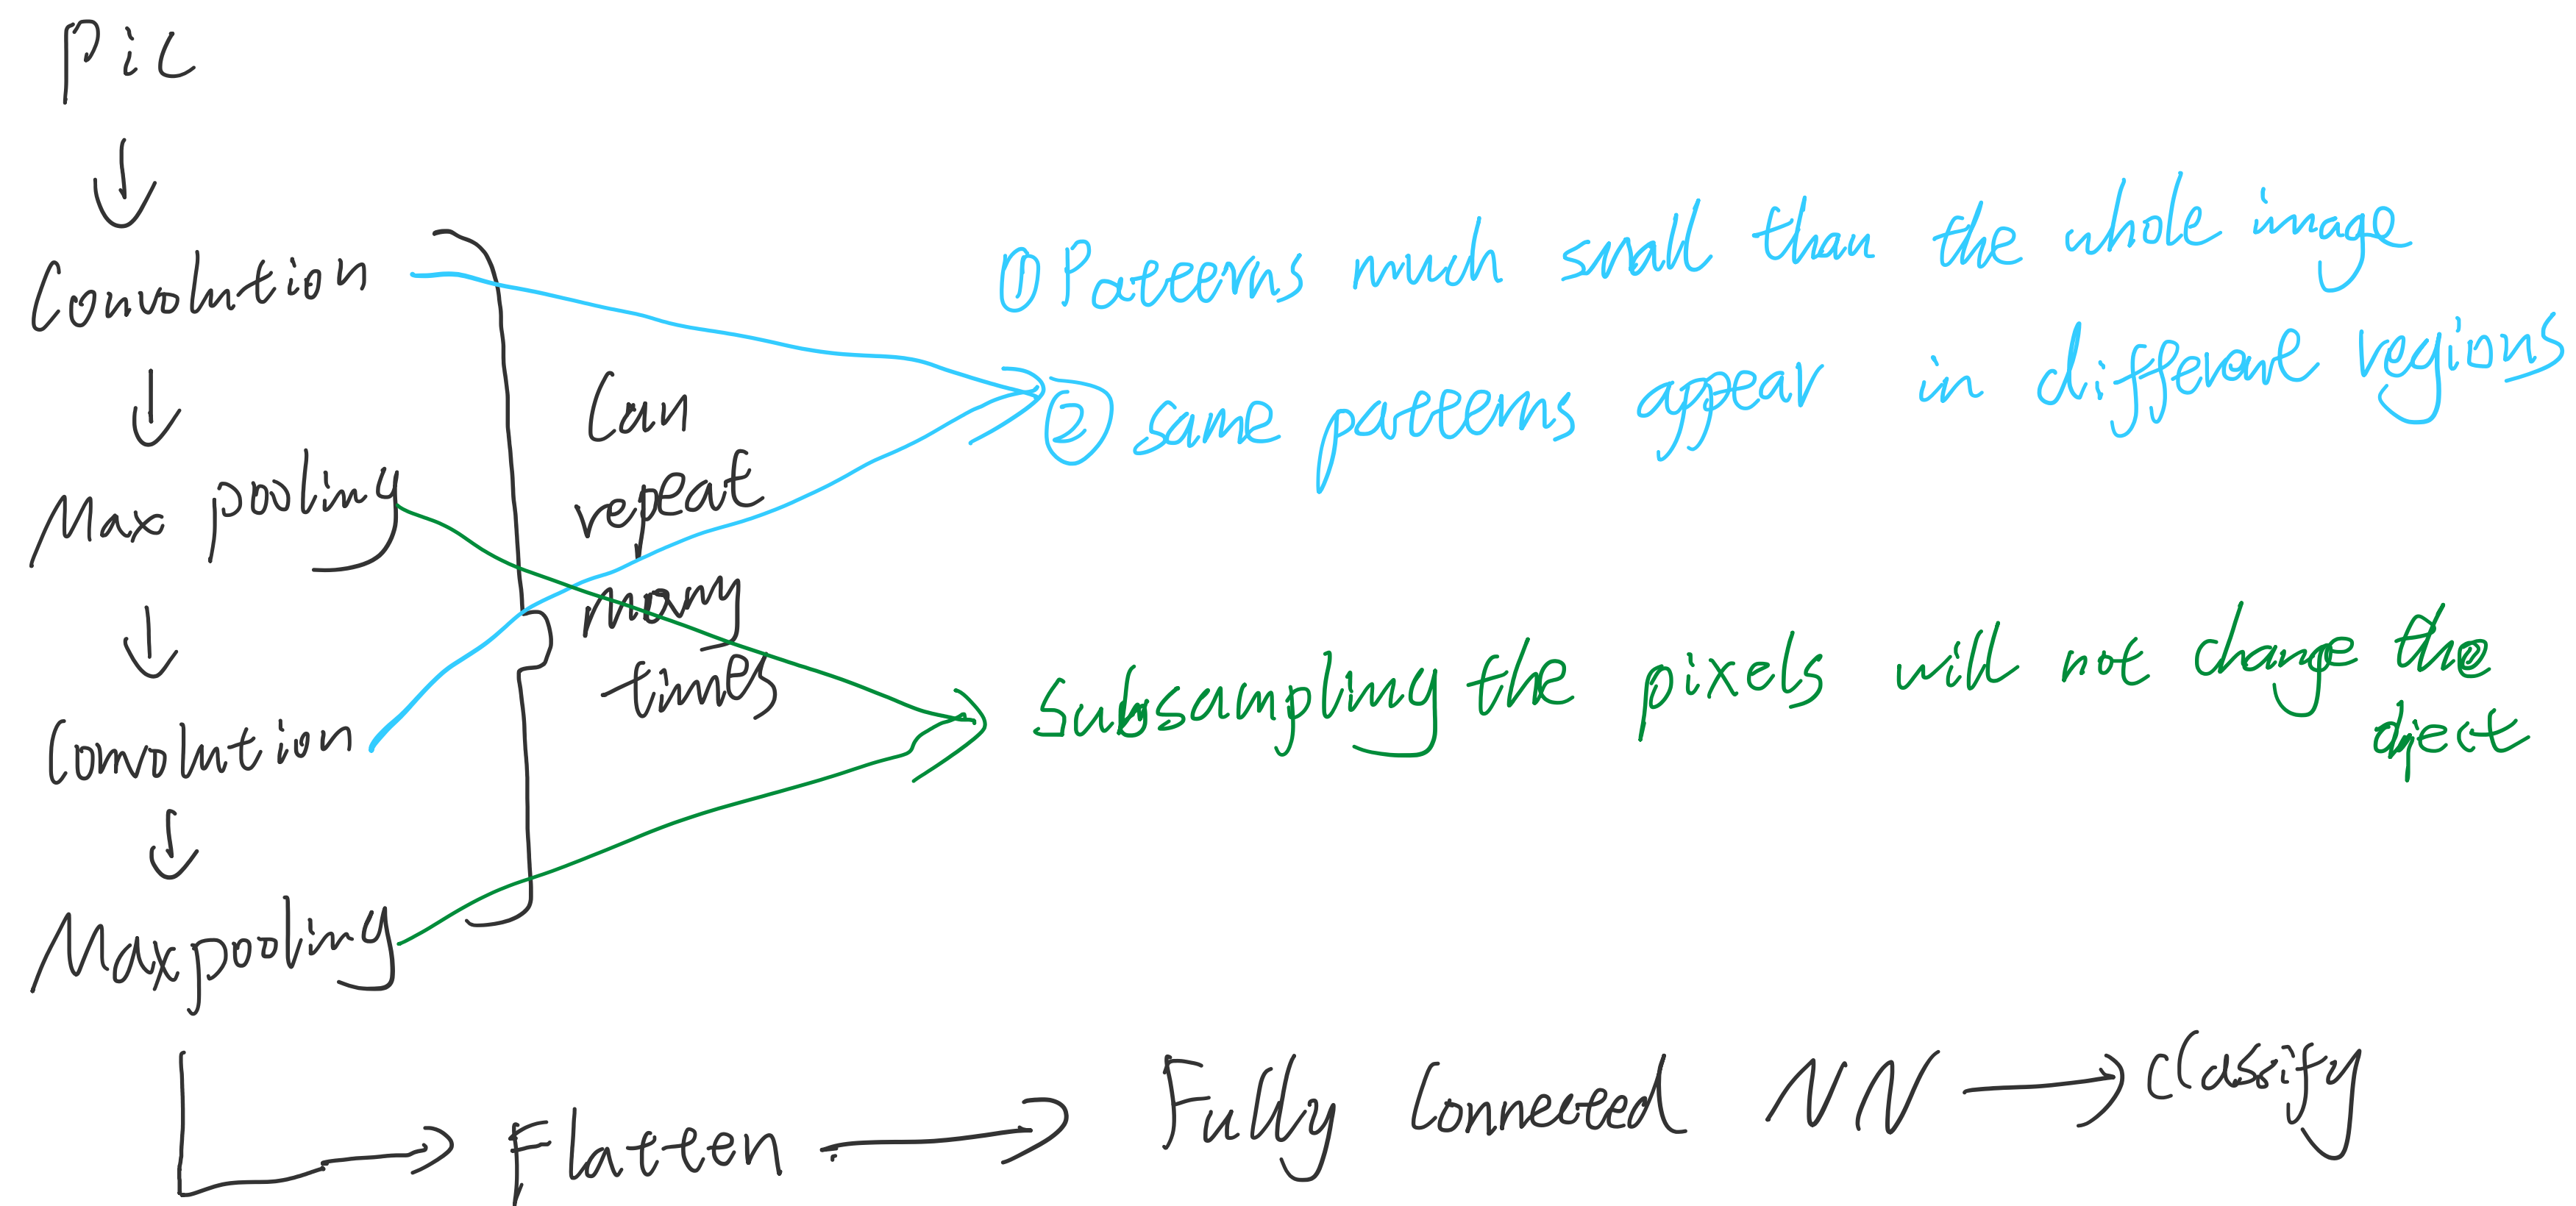 Pic
Convolution
Max pooling
Convolution
Maxpooling
Can
repeat
many
times
① Patterns much small than the whole image
② same patterns appear in different regions
Subsampling the pixels will not change the
object
Flatten
Fully Connected NN
classify